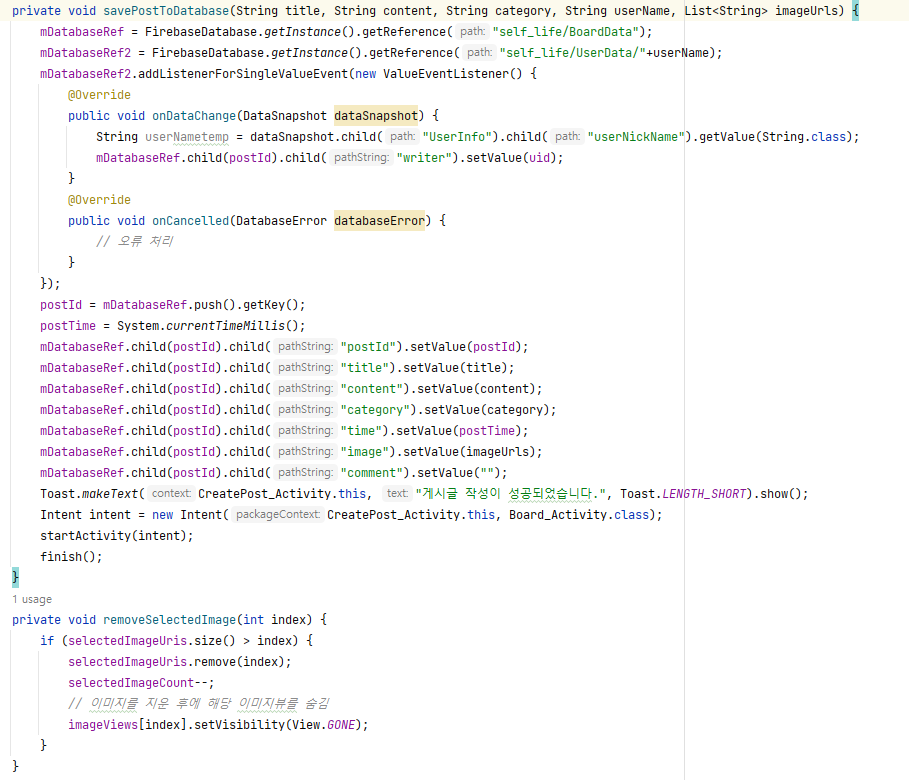 private void savePostToDatabase(String title, String content, String category, String userName, List<String> imageUrls) {
mDatabaseRef = FirebaseDatabase.getInstance().getReference( path: "self_life/BoardData");
mDatabaseRef2 = FirebaseDatabase.getInstance().getReference( path: "self_life/UserData/"+userName);
mDatabaseRef2.addListenerForSingleValueEvent(new ValueEventListener() {
@Override
public void onDataChange(DataSnapshot dataSnapshot) {
String userNametemp = dataSnapshot.child( path: "UserInfo").child( path: "userNickName").getValue(String.class);
mDatabaseRef.child(postId).child( pathString: "writer").setValue(uid);
}
@Override
public void onCancelled(DatabaseError databaseError) {
// 오류 처리
}
});
postId = mDatabaseRef.push().getKey();
postTime = System.currentTimeMillis();
mDatabaseRef.child(postId).child( pathString: "postId").setValue(postId);
mDatabaseRef.child(postId).child( pathString: "title").setValue(title);
mDatabaseRef.child(postId).child( pathString: "content").setValue(content);
mDatabaseRef.child(postId).child( pathString: "category").setValue(category);
mDatabaseRef.child(postId).child( pathString: "time").setValue(postTime);
mDatabaseRef.child(postId).child( pathString: "image").setValue(imageUrls);
mDatabaseRef.child(postId).child( pathString: "comment").setValue("");
Toast.makeText( context: CreatePost_Activity.this, text: "게시글 작성이 성공되었습니다.", Toast.LENGTH_SHORT).show();
Intent intent = new Intent( packageContext: CreatePost_Activity.this, Board_Activity.class);
startActivity(intent);
finish();
}
1 usage
private void removeSelectedImage(int index) {
if (selectedImageUris.size() > index) {
selectedImageUris.remove(index);
selectedImageCount--;
// 이미지를 지운 후에 해당 이미지뷰를 숨김
imageViews[index].setVisibility(View.GONE);
}
}